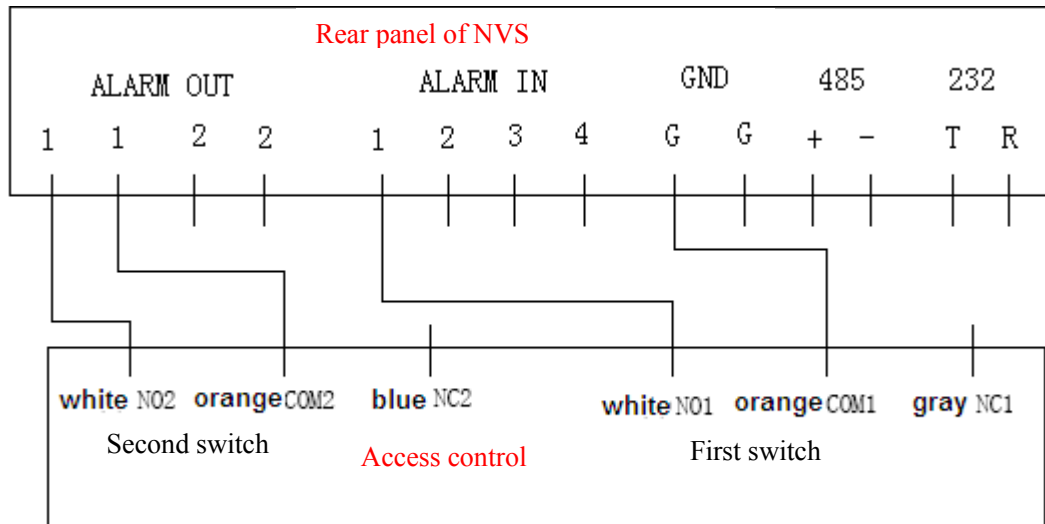 Rear panel of NVS
ALARM OUT ALARM IN GND 485 232
1 1 2 2 1 2 3 4 G G + - T R
white NO2 orange COM2 blue NC2 white NO1 orange COM1 gray NC1
Second switch Access control First switch